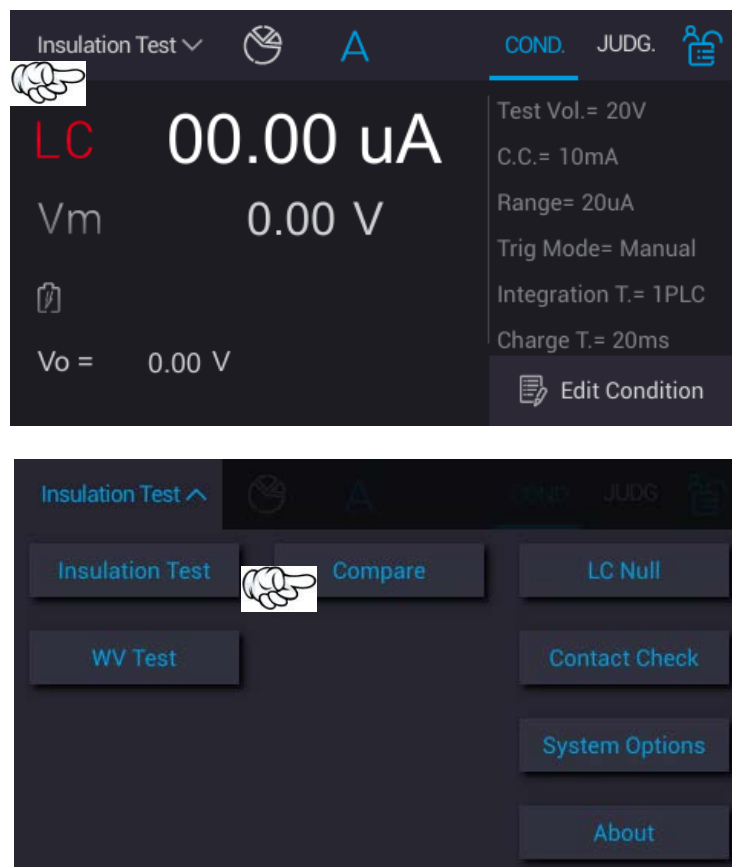 Insulation Test
A
COND. JUDG.
LC 00.00 uA
Vm 0.00 V
Vo = 0.00 V
Test Vol.= 20V
C.C.= 10mA
Range= 20uA
Trig Mode= Manual
Integration T.= 1PLC
Charge T.= 20ms
Edit Condition
Insulation Test
A
COND. JUDG.
Insulation Test Compare LC Null
WV Test Contact Check
System Options
About